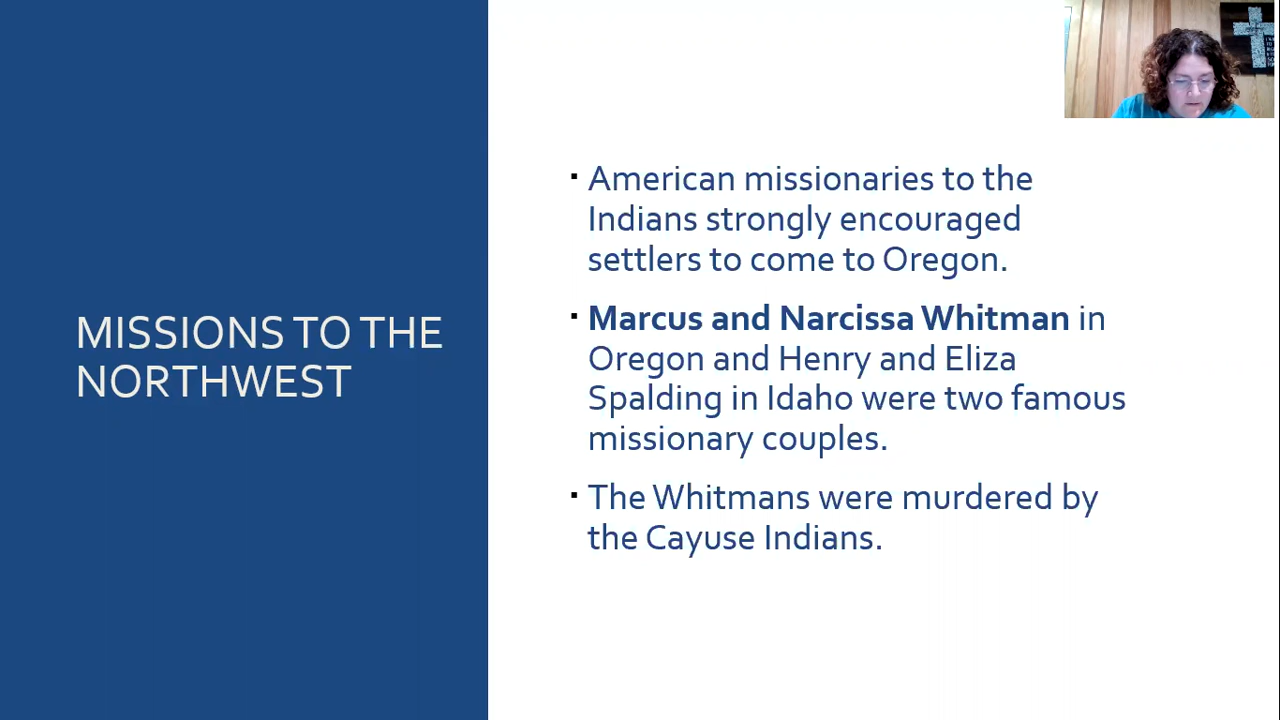 MISSIONS TO THE
NORTHWEST
▪ American missionaries to the
Indians strongly encouraged
settlers to come to Oregon.
▪ Marcus and Narcissa Whitman in
Oregon and Henry and Eliza
Spalding in Idaho were two famous
missionary couples.
▪ The Whitmans were murdered by
the Cayuse Indians.